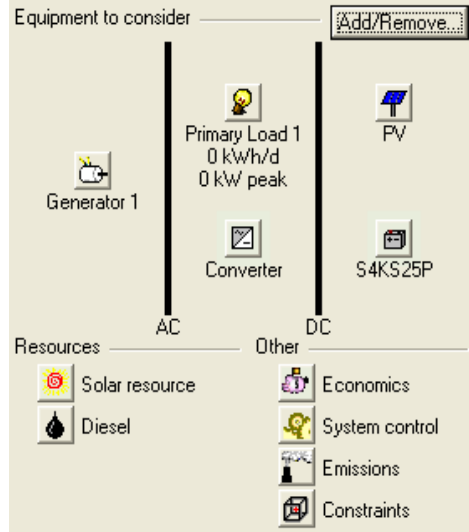 Equipment to consider
Add/Remove...
Primary Load 1
0 kWh/d
0 kW peak
PV
Generator 1
Converter
S4KS25P
AC
DC
Resources
Other
Solar resource
Economics
Diesel
System control
Emissions
Constraints